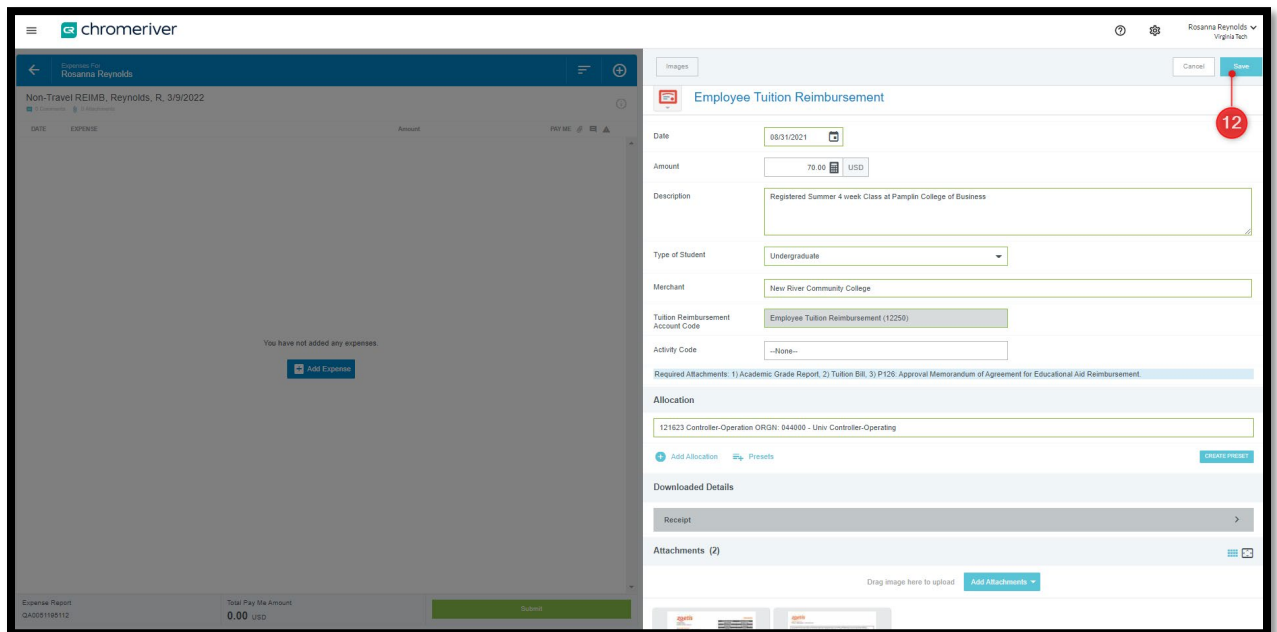 chromeriver
Rosanna Reynolds
Virginia Tech
Expenses For
Rosanna Reynolds
Non-Travel REIMB, Reynolds, R, 3/9/2022
0 Comments 0 Attachments
DATE EXPENSE Amount PAY ME
You have not added any expenses.
Add Expense
Expense Report
Total Pay Me Amount
0.00 USD
Submit
Images
Cancel
Save
12
Employee Tuition Reimbursement
Date
08/31/2021
Amount
70.00 USD
Description
Registered Summer 4 week Class at Pamplin College of Business
Type of Student
Undergraduate
Merchant
New River Community College
Tuition Reimbursement
Account Code
Employee Tuition Reimbursement (12250)
Activity Code
--None--
Required Attachments: 1) Academic Grade Report, 2) Tuition Bill, 3) P126: Approval Memorandum of Agreement for Educational Aid Reimbursement.
Allocation
121623 Controller-Operation ORGN: 044000 - Univ Controller-Operating
Add Allocation
Presets
CREATE PRESET
Downloaded Details
Receipt
Attachments (2)
Drag image here to upload
Add Attachments